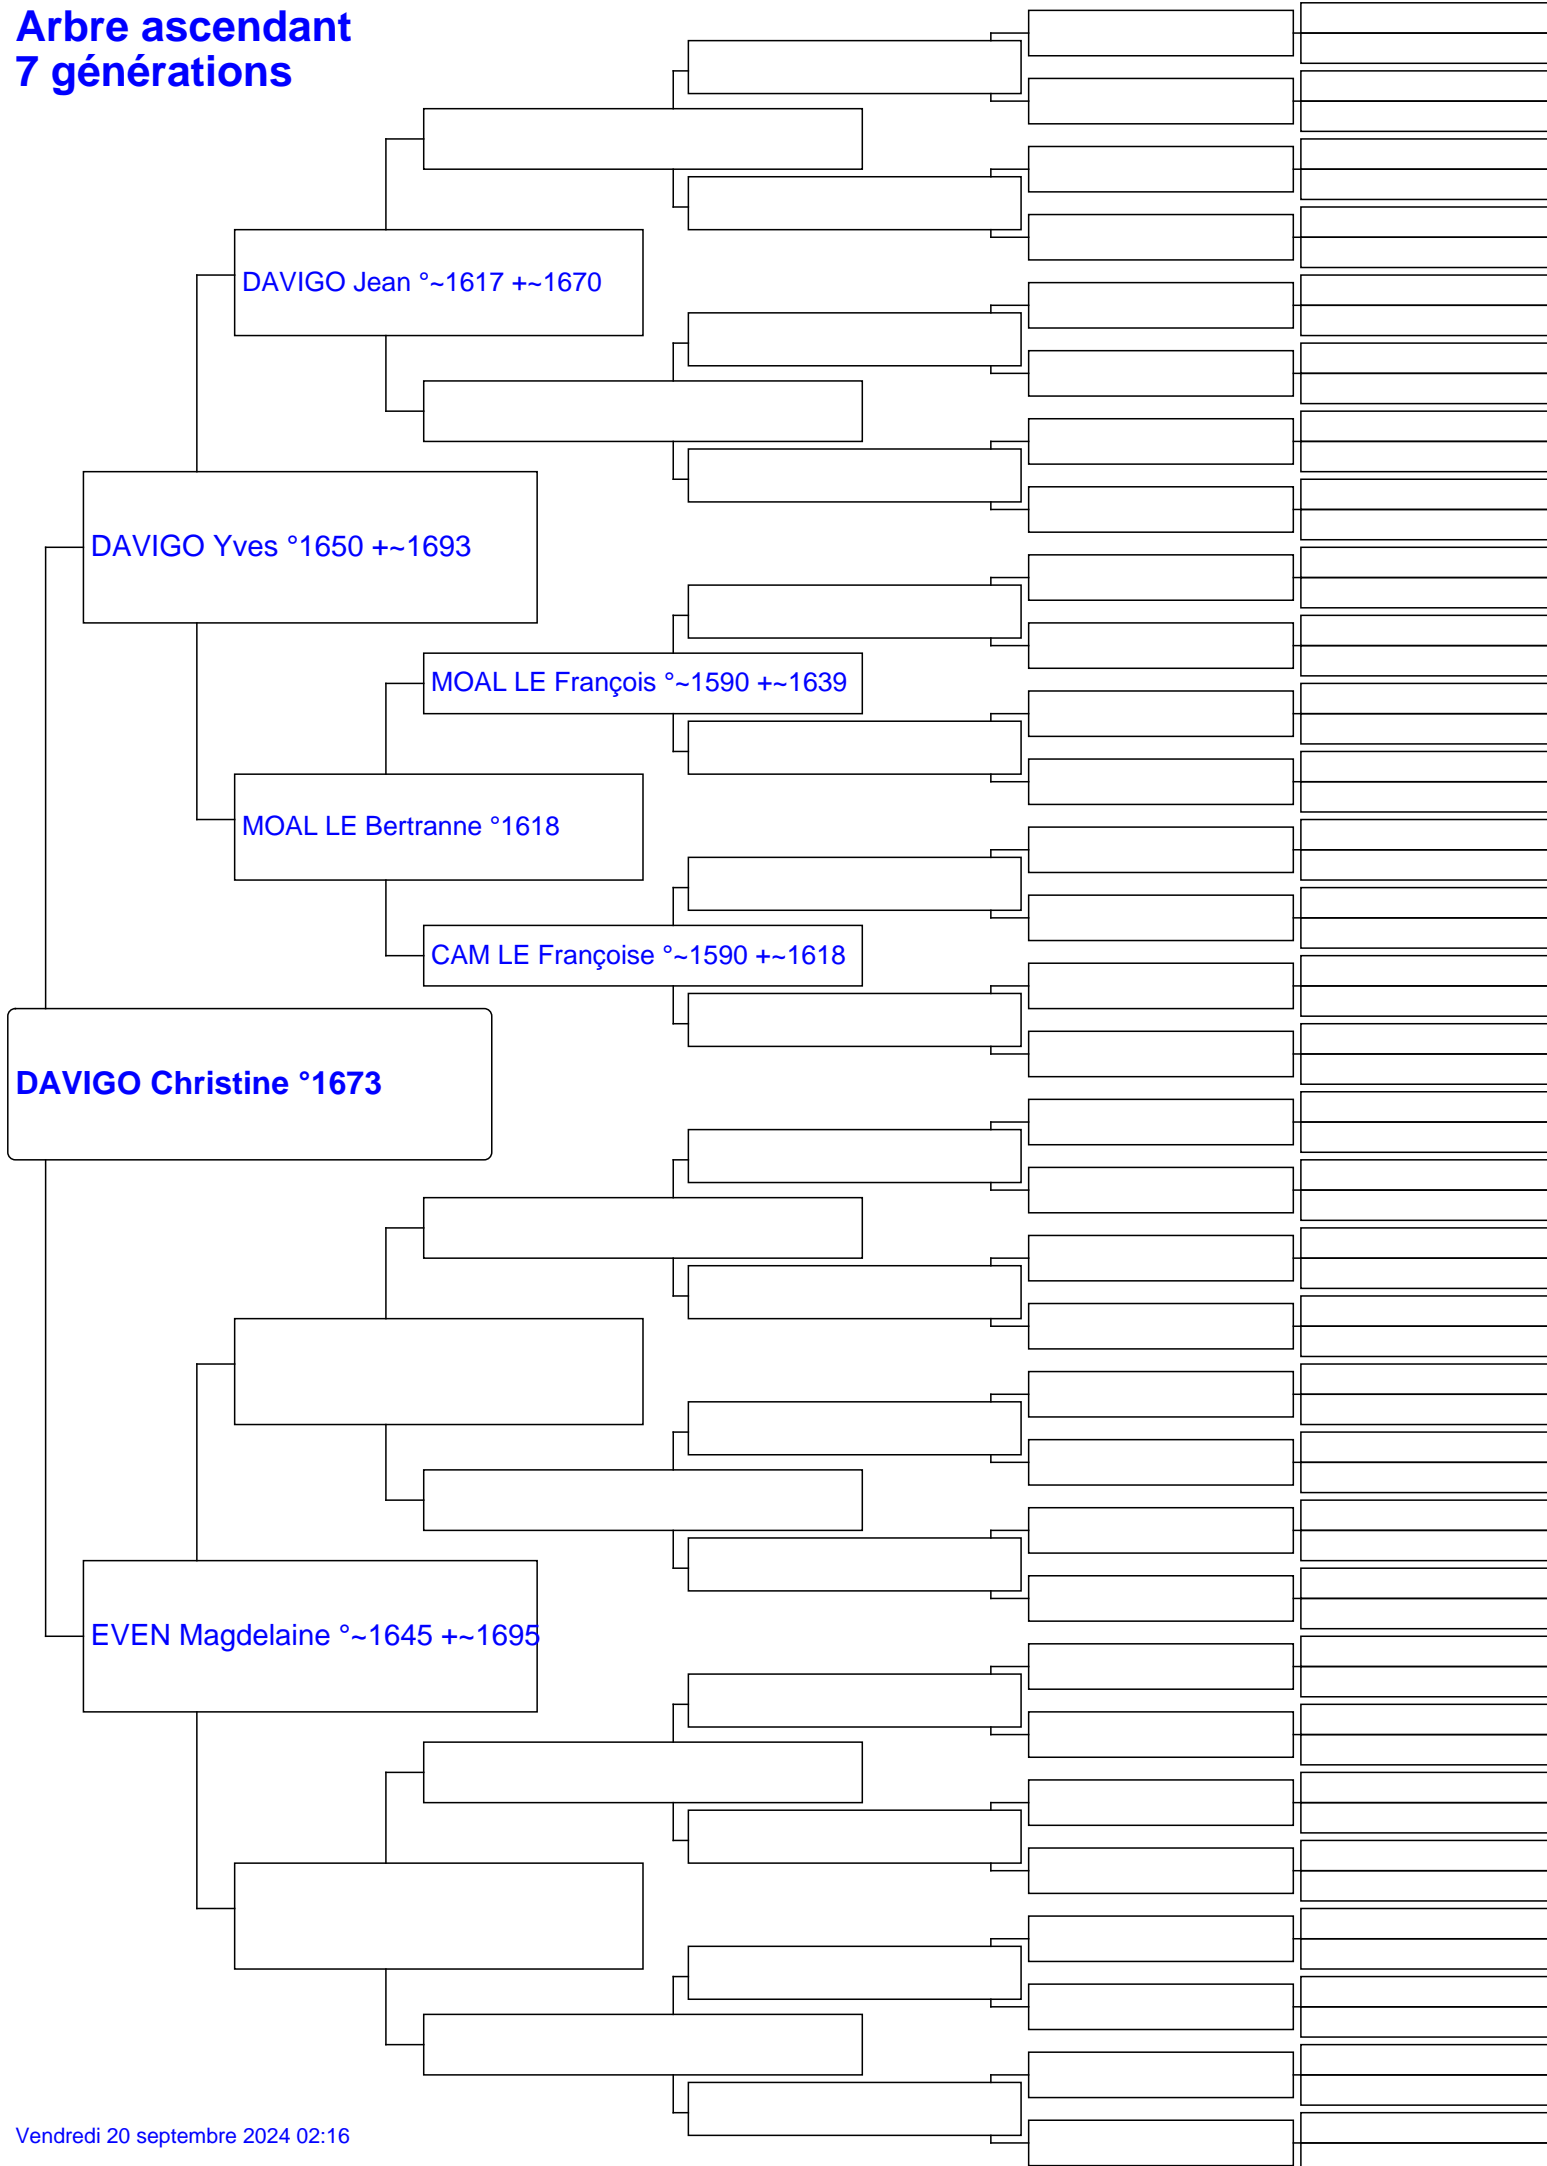 Arbre ascendant
7 générations
DAVIGO Jean °~1617 +~1670
DAVIGO Yves °1650 +~1693
MOAL LE François °~1590 +~1639
MOAL LE Bertranne °1618
CAM LE Françoise °~1590 +~1618
DAVIGO Christine °1673
EVEN Magdelaine °~1645 +~1695
Vendredi 20 septembre 2024 02:16